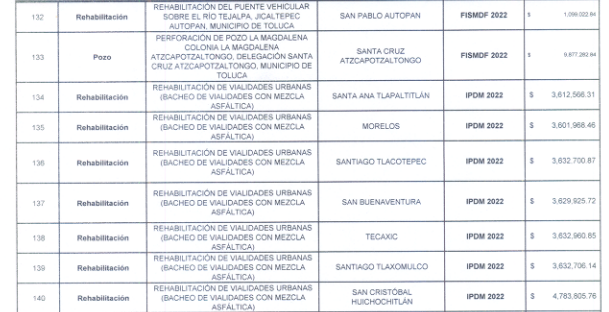 132 Rehabilitación REHABILITACIÓN DEL PUENTE VEHICULAR SOBRE EL RÍO TEJALPA, JICALTEPEC AUTOPAN, MUNICIPIO DE TOLUCA SAN PABLO AUTOPAN FISMDF 2022 $
133 Pozo PERFORACIÓN DE POZO LA MAGDALENA COLONIA LA MAGDALENA ATZCAPOTZALTONGO, DELEGACIÓN SANTA CRUZ ATZCAPOTZALTONGO, MUNICIPIO DE TOLUCA SANTA CRUZ ATZCAPOTZALTONGO FISMDF 2022 $
134 Rehabilitación REHABILITACIÓN DE VIALIDADES URBANAS (BACHEO DE VIALIDADES CON MEZCLA ASFÁLTICA) SANTA ANA TLAPALTITLÁN IPDM 2022 $ 3,612,566.31
135 Rehabilitación REHABILITACIÓN DE VIALIDADES URBANAS (BACHEO DE VIALIDADES CON MEZCLA ASFÁLTICA) MORELOS IPDM 2022 $ 3,601,968.46
136 Rehabilitación REHABILITACIÓN DE VIALIDADES URBANAS (BACHEO DE VIALIDADES CON MEZCLA ASFÁLTICA) SANTIAGO TLACOTEPEC IPDM 2022 $ 3,632,700.87
137 Rehabilitación REHABILITACIÓN DE VIALIDADES URBANAS (BACHEO DE VIALIDADES CON MEZCLA ASFÁLTICA) SAN BUENAVENTURA IPDM 2022 $ 3,629,925.72
138 Rehabilitación REHABILITACIÓN DE VIALIDADES URBANAS (BACHEO DE VIALIDADES CON MEZCLA ASFÁLTICA) TECAXIC IPDM 2022 $ 3,632,960.85
139 Rehabilitación REHABILITACIÓN DE VIALIDADES URBANAS (BACHEO DE VIALIDADES CON MEZCLA ASFÁLTICA) SANTIAGO TLAXOMULCO IPDM 2022 $ 3,632,706.14
140 Rehabilitación REHABILITACIÓN DE VIALIDADES URBANAS (BACHEO DE VIALIDADES CON MEZCLA ASFÁLTICA) SAN CRISTÓBAL HUICHOCHITLÁN IPDM 2022 $ 4,783,805.76